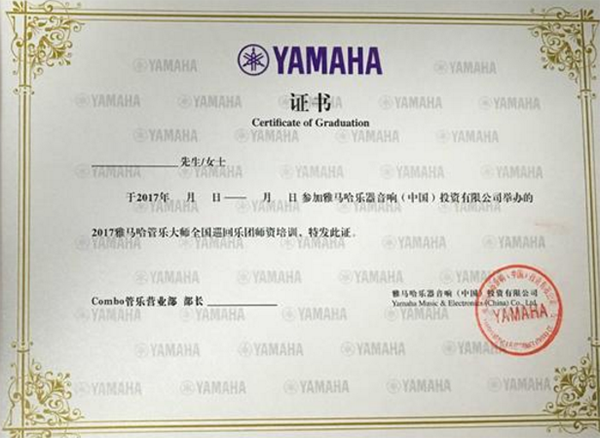 YAMAHA
证书
Certificate of Graduation
先生/女士
于2017年 月 日—— 月 日 参加雅马哈乐器音响（中国）投资有限公司举办的
2017雅马哈管乐大师全国巡回乐团师资培训、特发此证。
雅马哈乐器音响（中国）投资有限公司
Combo管乐营业部 部长
Yamaha Music & Electronics (China) Co., Ltd.
YAMAHA